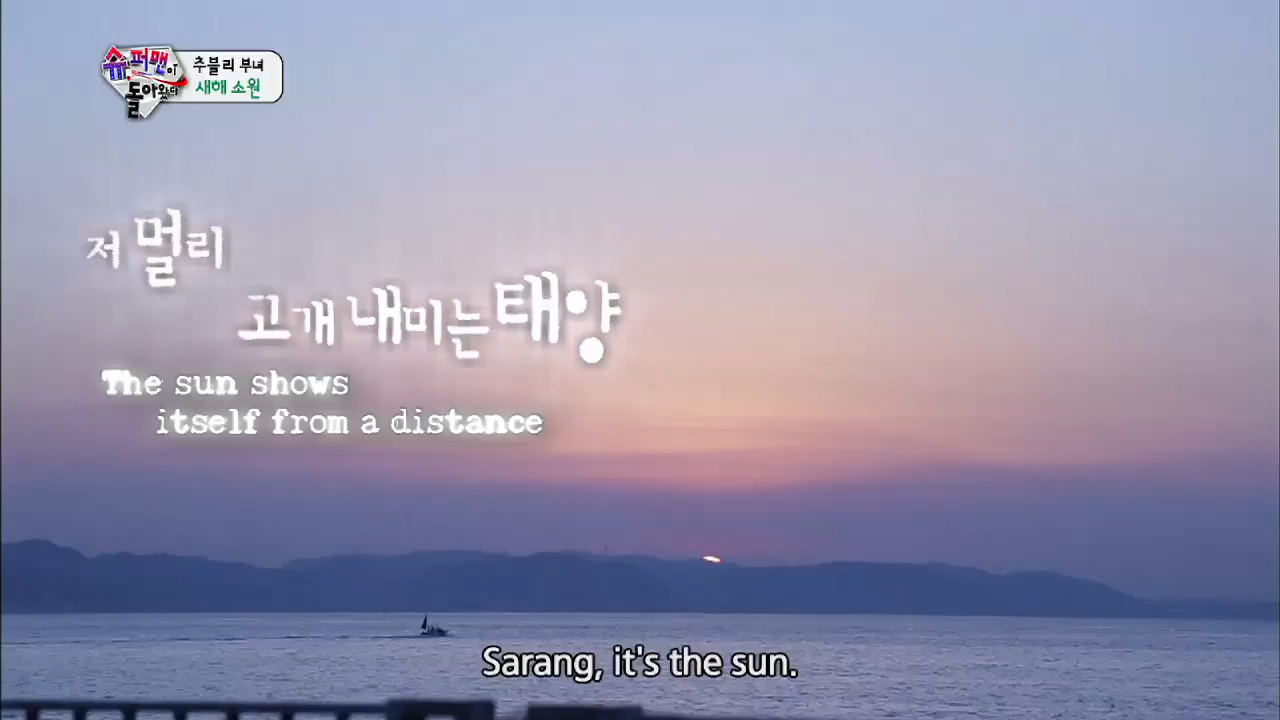 슈퍼맨이
돌아왔다
추블리 부녀
새해 소원
저 멀리
고개 내미는 태양
The sun shows
itself from a distance
Sarang, it's the sun.